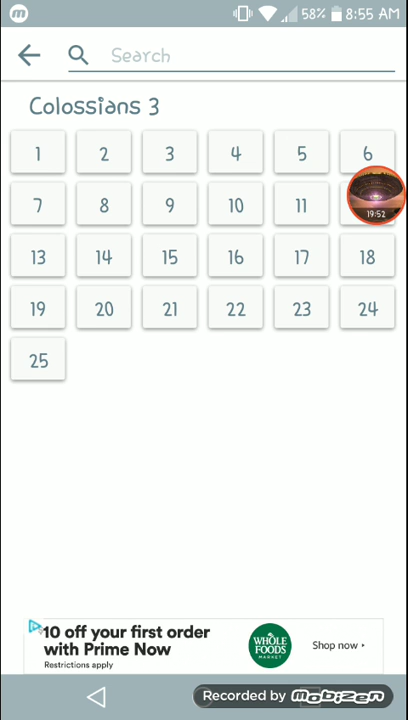 58% 8:55 AM
Search
Colossians 3
1 2 3 4 5 6
7 8 9 10 11
19:52
13 14 15 16 17 18
19 20 21 22 23 24
25
10 off your first order
with Prime Now
Restrictions apply
WHOLE
FOODS
MARKET
Shop now
Recorded by mobizen